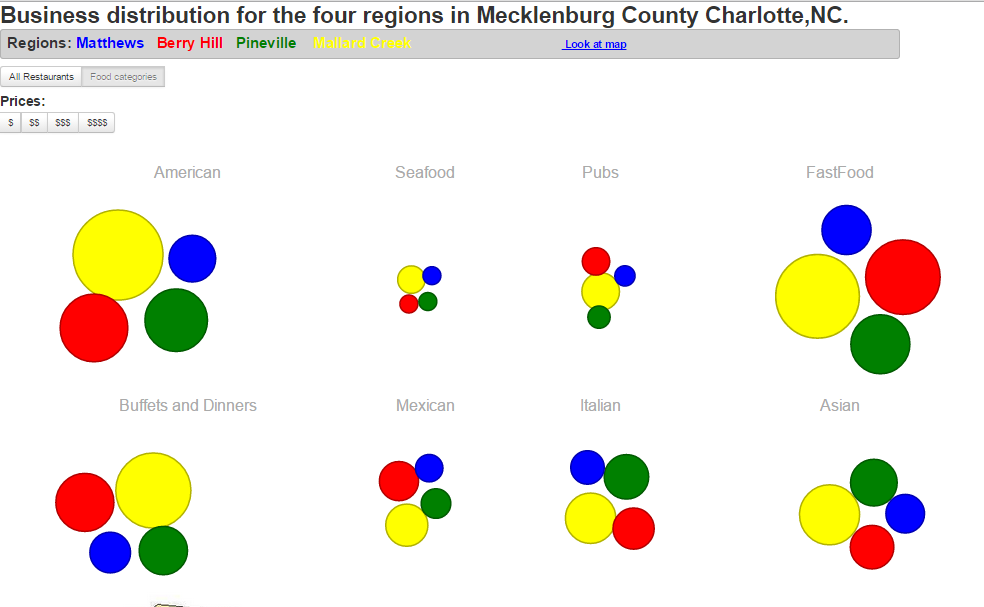 Business distribution for the four regions in Mecklenburg County Charlotte,NC.
Regions: Matthews Berry Hill Pineville Mallard Creek Look at map
All Restaurants Food categories
Prices:
$ $$ $$$ $$$$
American Seafood Pubs FastFood
Buffets and Dinners Mexican Italian Asian